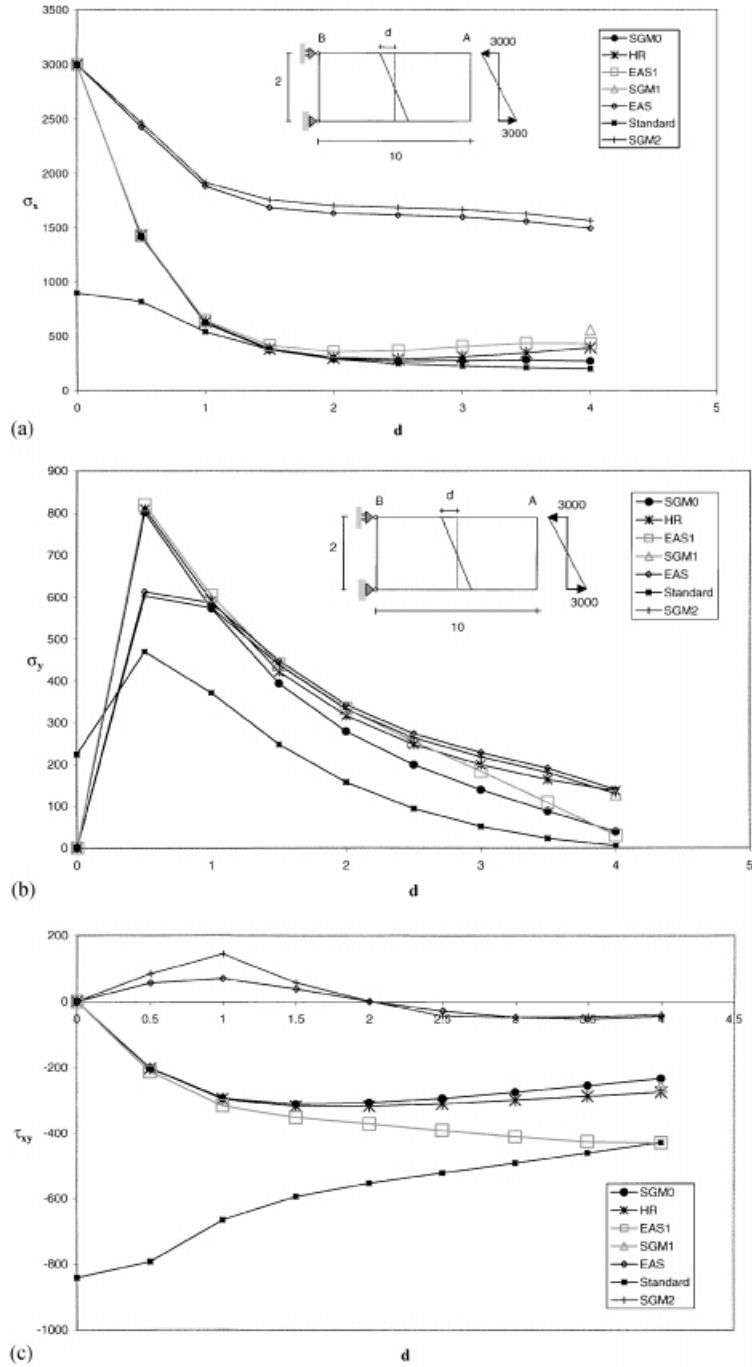 3500
3000
2500
2000
σx
1500
1000
500
0
B
d
A
3000
2
3000
10
SGM0
HR
EAS1
SGM1
EAS
Standard
SGM2
0 1 2 3 4 5
(a)
d
900
800
700
600
500
σy
400
300
200
100
0
B
d
A
3000
2
3000
10
SGM0
HR
EAS1
SGM1
EAS
Standard
SGM2
0 1 2 3 4 5
(b)
d
200
0
0 0.5 1 1.5 2 2.5 3 3.5 4 4.5
-200
-400
τxy
-600
-800
-1000
SGM0
HR
EAS1
SGM1
EAS
Standard
SGM2
(c)
d